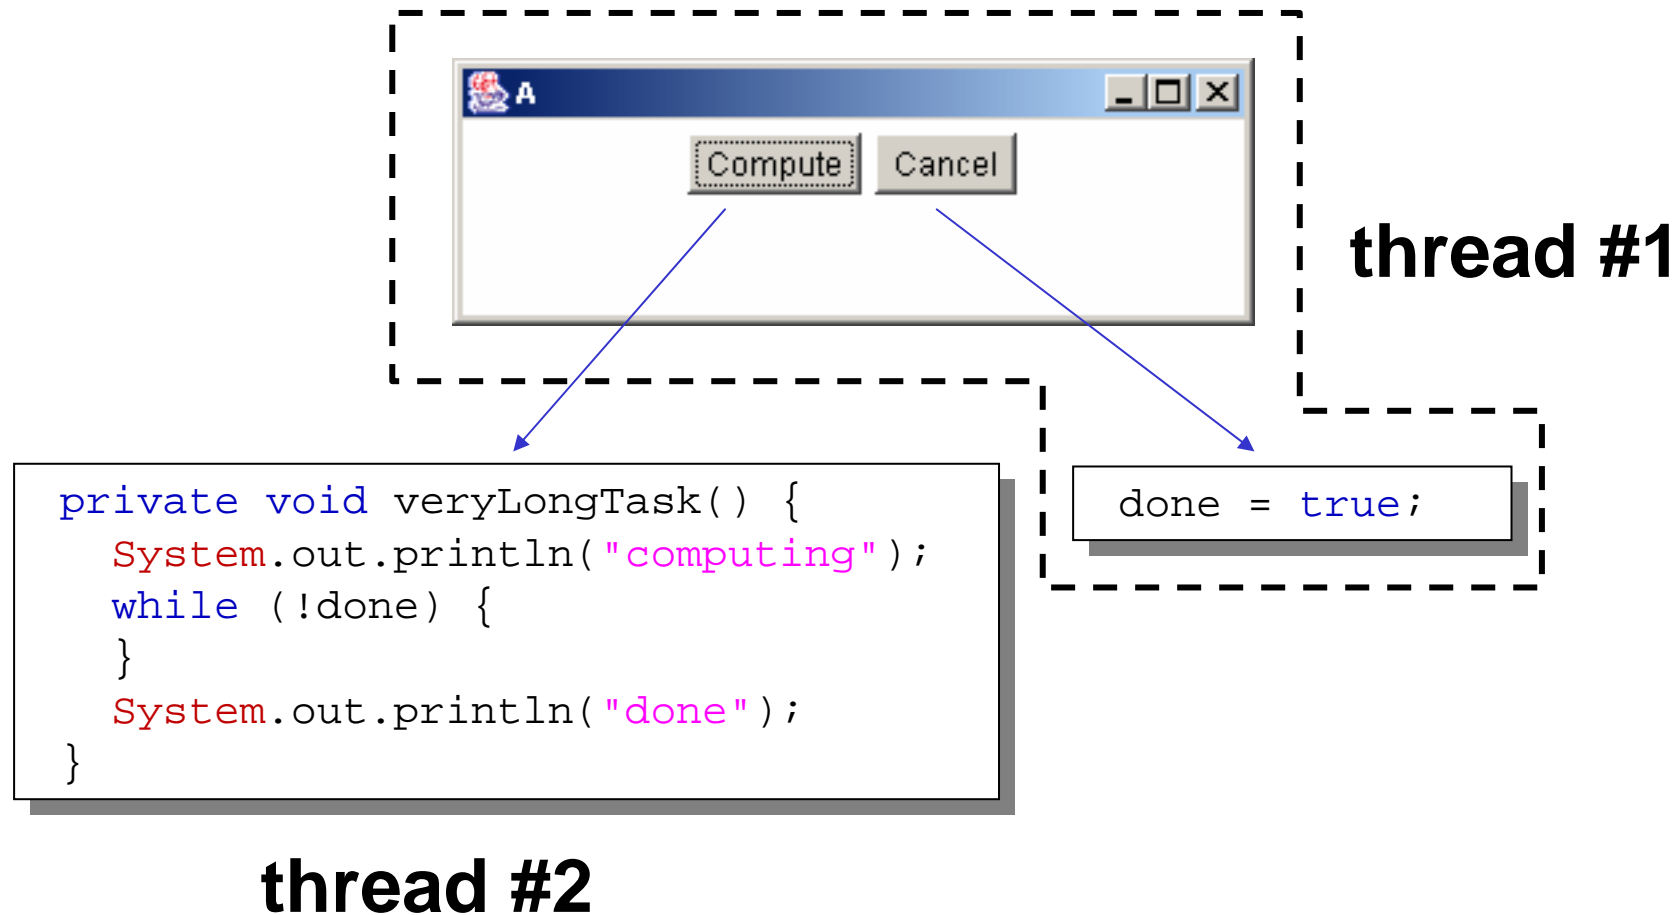 A
Compute Cancel
thread #1
private void veryLongTask() {
System.out.println("computing");
while (!done) {
}
System.out.println("done");
}
done = true;
thread #2